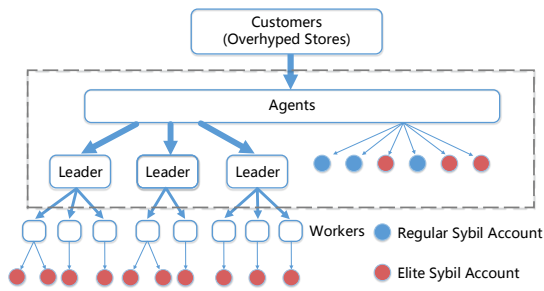 Customers
(Overhyped Stores)
Agents
Leader
Leader
Leader
Workers
Regular Sybil Account
Elite Sybil Account